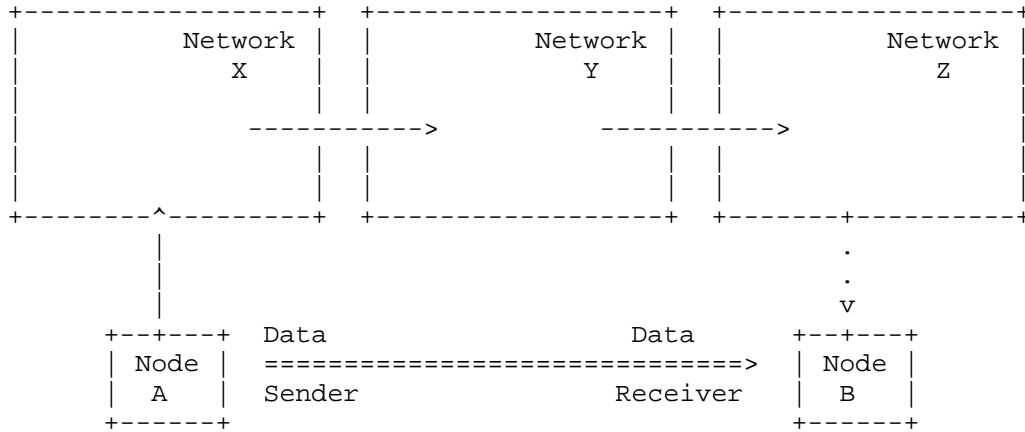 Network Network Network
X Y Z
Data Data
Node Node
A Sender Receiver B